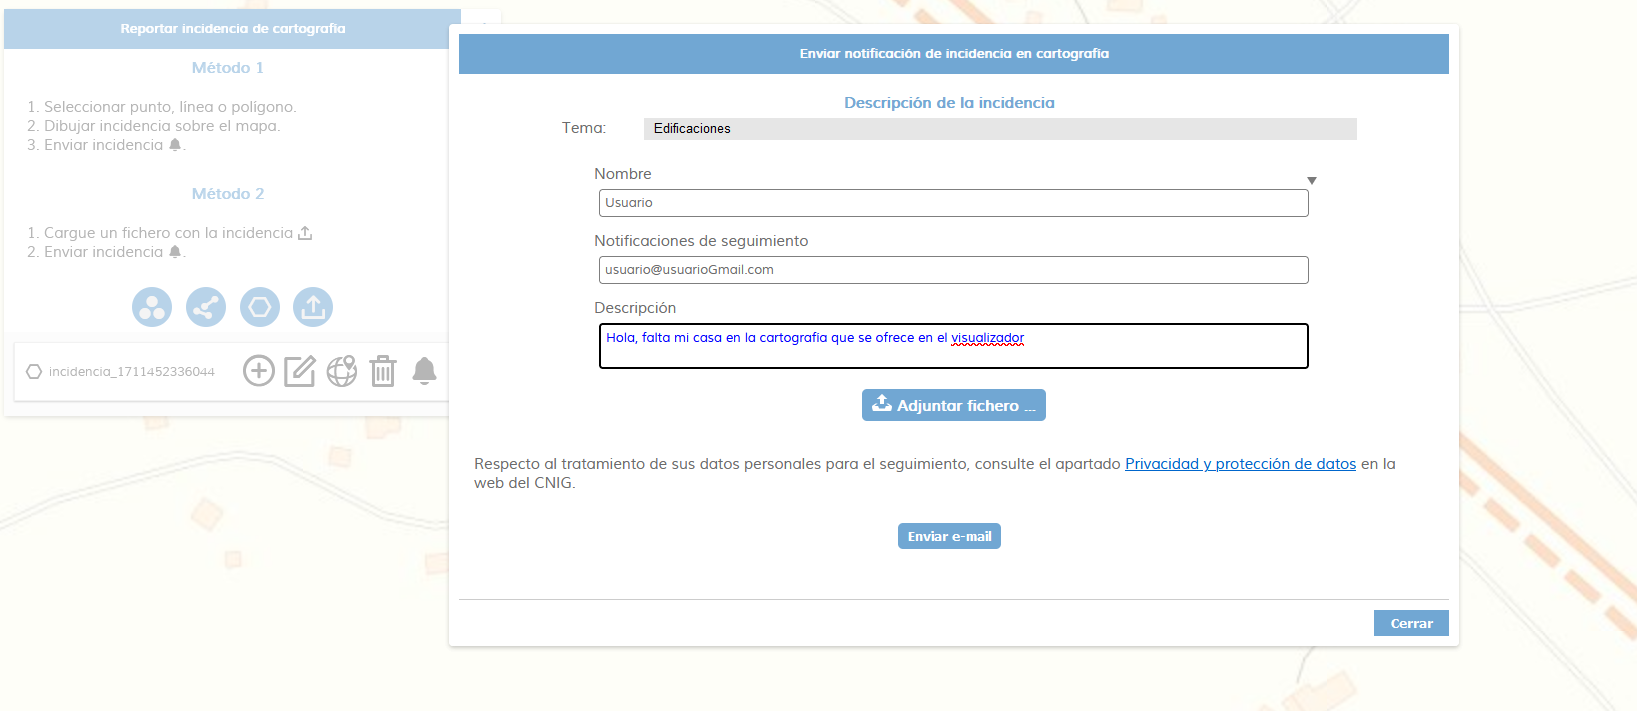 Reportar incidencia de cartografía
Método 1
1. Seleccionar punto, línea o polígono.
2. Dibujar incidencia sobre el mapa.
3. Enviar incidencia .
Método 2
1. Cargue un fichero con la incidencia
2. Enviar incidencia .
incidencia_1711452336044
Enviar notificación de incidencia en cartografía
Descripción de la incidencia
Tema: Edificaciones
Nombre
Usuario
Notificaciones de seguimiento
usuario@usuarioGmail.com
Descripción
Hola, falta mi casa en la cartografia que se ofrece en el visualizador
Adjuntar fichero ...
Respecto al tratamiento de sus datos personales para el seguimiento, consulte el apartado Privacidad y protección de datos en la
web del CNIG.
Enviar e-mail
Cerrar